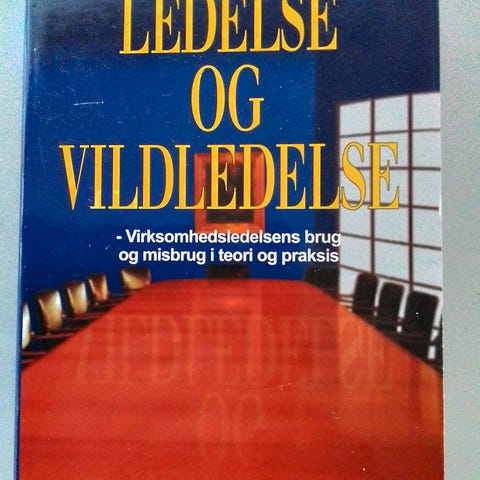 LEDELSE
OG
VILDLEDELSE
- Virksomhedsledelsens brug
og misbrug i teori og praksis